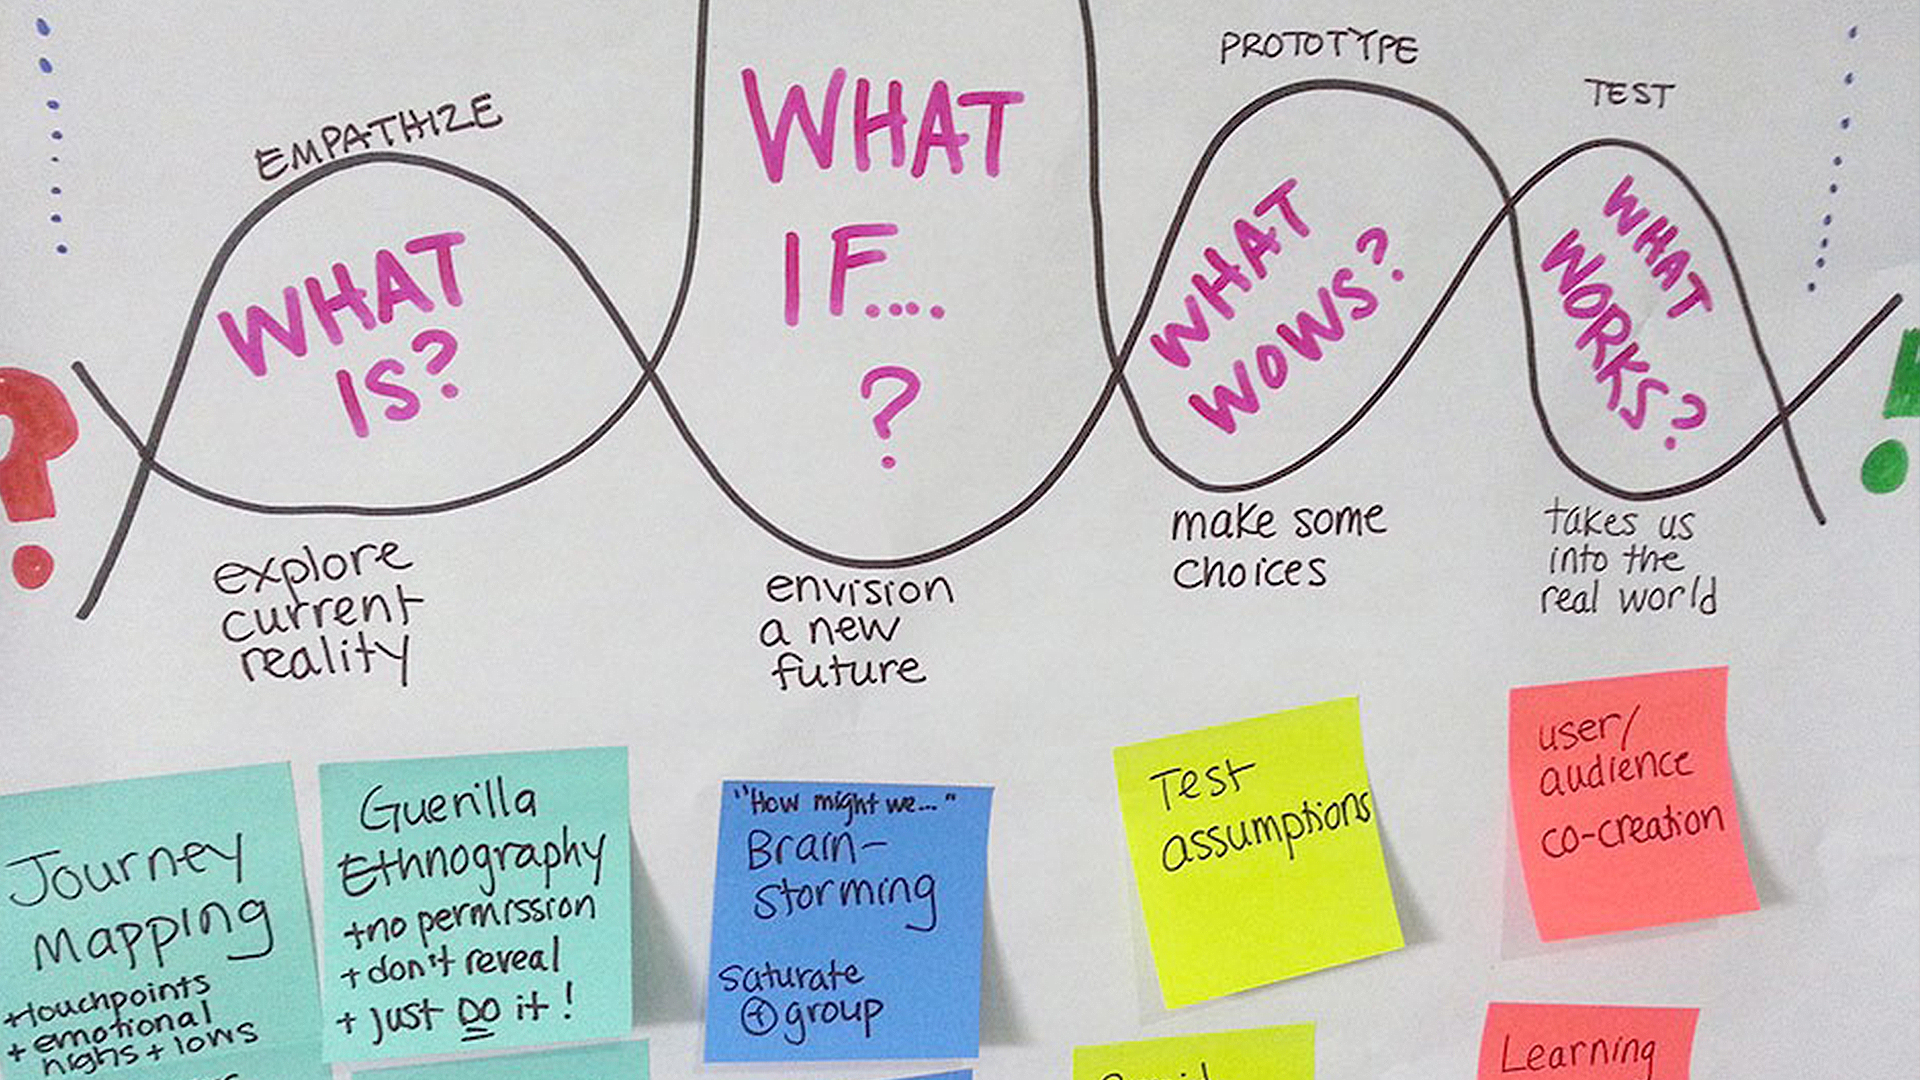 EMPATHIZE
WHAT
IS?
explore
current
reality
WHAT
IF....
?
envision
a new
future
PROTOTYPE
WHAT
WOWS?
make some
choices
TEST
WHAT
WORKS?
takes us
into the
real world
?
!
Journey
Mapping
+touchpoints
+ emotional
highs + lows
Guerilla
Ethnography
+no permission
+ don't reveal
+ just DO it!
"How might we..."
Brain-
storming
saturate
+ group
Test
assumptions
user/
audience
co-creation
Learning